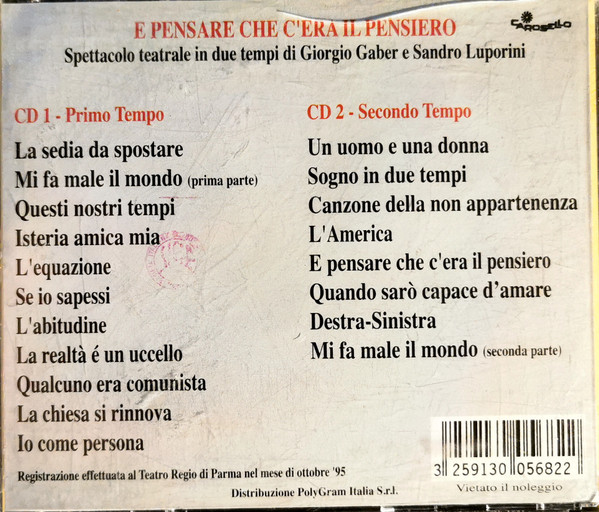 E PENSARE CHE C'ERA IL PENSIERO
CAROSELLO
Spettacolo teatrale in due tempi di Giorgio Gaber e Sandro Luporini
CD 1 - Primo Tempo
La sedia da spostare
Mi fa male il mondo (prima parte)
Questi nostri tempi
Isteria amica mia
L'equazione
Se io sapessi
L'abitudine
La realtà é un uccello
Qualcuno era comunista
La chiesa si rinnova
Io come persona
CD 2 - Secondo Tempo
Un uomo e una donna
Sogno in due tempi
Canzone della non appartenenza
L'America
E pensare che c'era il pensiero
Quando sarò capace d'amare
Destra-Sinistra
Mi fa male il mondo (seconda parte)
Registrazione effettuata al Teatro Regio di Parma nel mese di ottobre '95
Distribuzione PolyGram Italia S.r.l.
3 259130 056822
Vietato il noleggio